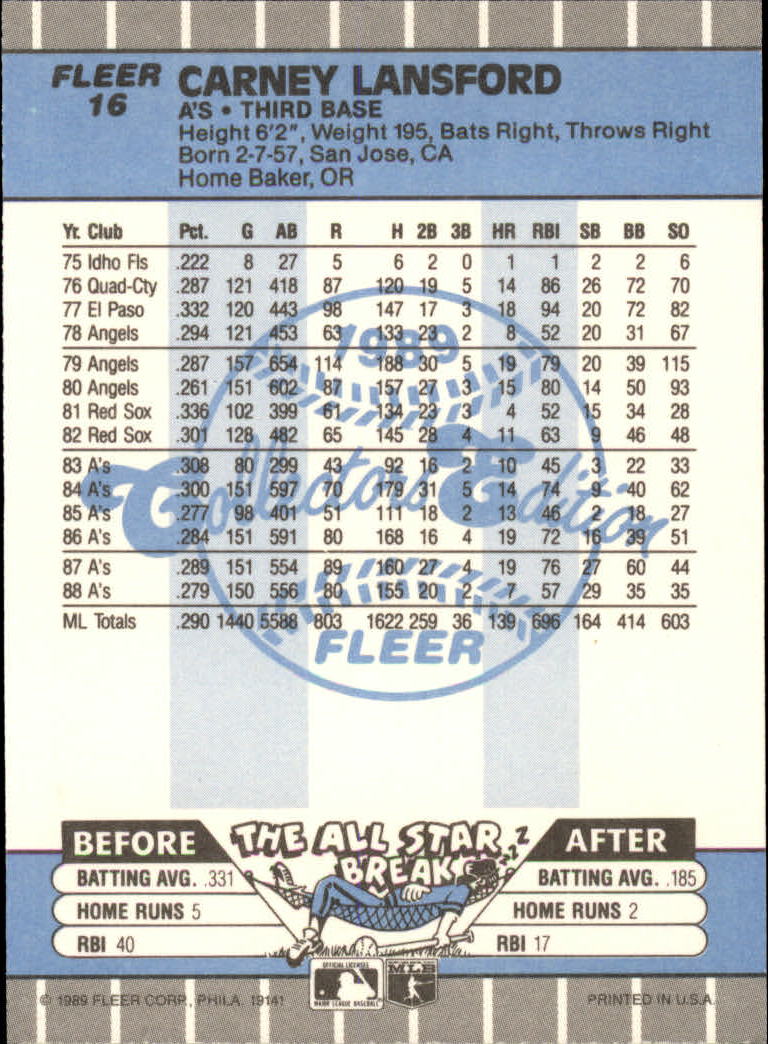 FLEER CARNEY LANSFORD
16
A'S • THIRD BASE
Height 6'2", Weight 195, Bats Right, Throws Right
Born 2-7-57, San Jose, CA
Home Baker, OR
Yr. Club Pct. G AB R H 2B 3B HR RBI SB BB SO
75 Idho Fls .222 8 27 5 6 2 0 1 1 2 2 6
76 Quad-Cty .287 121 418 87 120 19 5 14 86 26 72 70
77 El Paso .332 120 443 98 147 17 3 18 94 20 72 82
78 Angels .294 121 453 63 133 23 2 8 52 20 31 67
79 Angels .287 157 654 114 188 30 5 19 79 20 39 115
80 Angels .261 151 602 87 157 27 3 15 80 14 50 93
81 Red Sox .336 102 399 61 134 23 3 4 52 15 34 28
82 Red Sox .301 128 482 65 145 28 4 11 63 9 46 48
83 A's .308 80 299 43 92 16 2 10 45 3 22 33
84 A's .300 151 597 70 179 31 5 14 74 9 40 62
85 A's .277 98 401 51 111 18 2 13 46 2 18 27
86 A's .284 151 591 80 168 16 4 19 72 16 39 51
87 A's .289 151 554 89 160 27 4 19 76 27 60 44
88 A's .279 150 556 80 155 20 2 7 57 29 35 35
ML Totals .290 1440 5588 803 1622 259 36 139 696 164 414 603
1989
Collectors Edition
FLEER
BEFORE THE ALL STAR BREAK ZZZZ AFTER
BATTING AVG. .331 BATTING AVG. .185
HOME RUNS 5 HOME RUNS 2
RBI 40 RBI 17
OFFICIAL LICENSEE
MAJOR LEAGUE BASEBALL
MLB
© 1989 FLEER CORP., PHILA. 19141 PRINTED IN U.S.A.